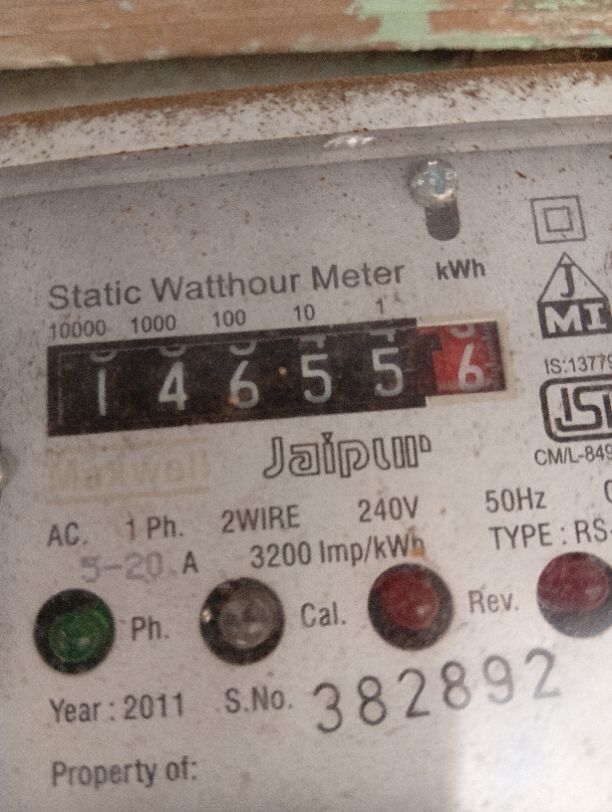 Static Watthour Meter kWh
10000 1000 100 10 1
1 4 6 5 5 6
J
MI
IS:13779
ISI
CM/L-849
Jaipur
AC. 1 Ph. 2WIRE 240V 50Hz
5-20 A 3200 Imp/kWh TYPE : RS-
Ph. Cal. Rev.
Year : 2011 S.No. 382892
Property of: